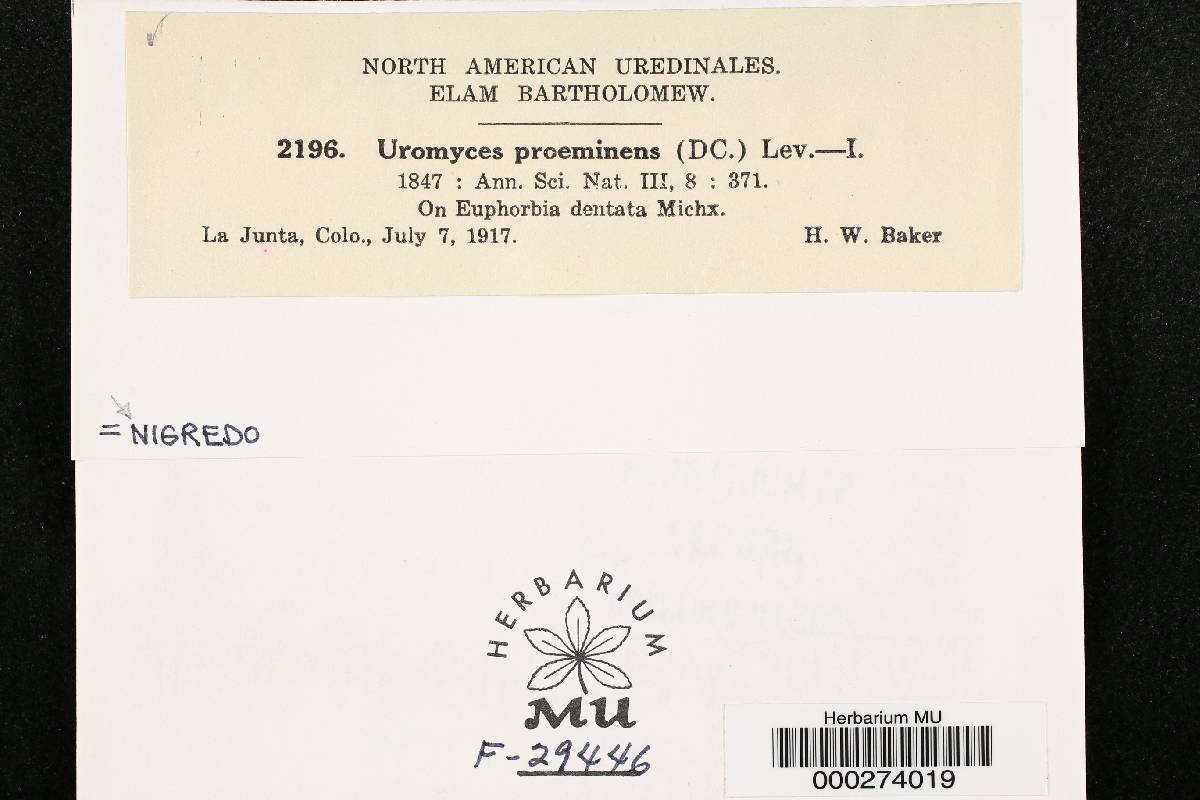 NORTH AMERICAN UREDINALES.
ELAM BARTHOLOMEW.
2196. Uromyces proeminens (DC.) Lev.—I.
1847 : Ann. Sci. Nat. III, 8 : 371.
On Euphorbia dentata Michx.
La Junta, Colo., July 7, 1917. H. W. Baker
= NIGREDO
HERBARIUM
MU
F-29446
Herbarium MU
000274019